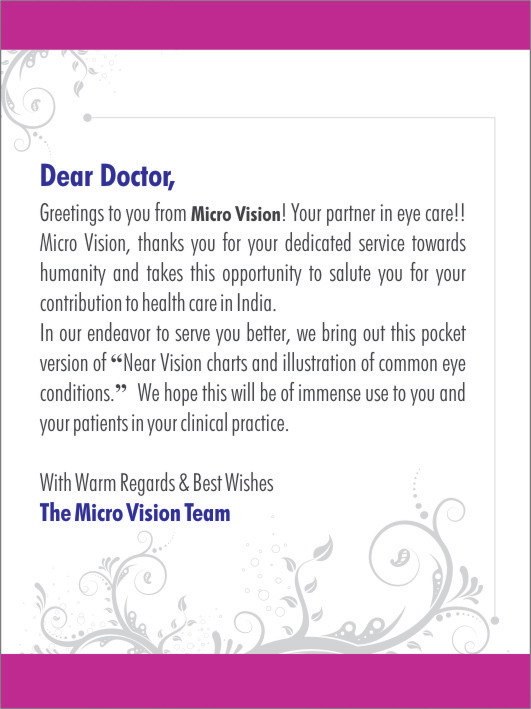 Dear Doctor,
Greetings to you from Micro Vision! Your partner in eye care!!
Micro Vision, thanks you for your dedicated service towards
humanity and takes this opportunity to salute you for your
contribution to health care in India.
In our endeavor to serve you better, we bring out this pocket
version of “Near Vision charts and illustration of common eye
conditions.” We hope this will be of immense use to you and
your patients in your clinical practice.
With Warm Regards & Best Wishes
The Micro Vision Team